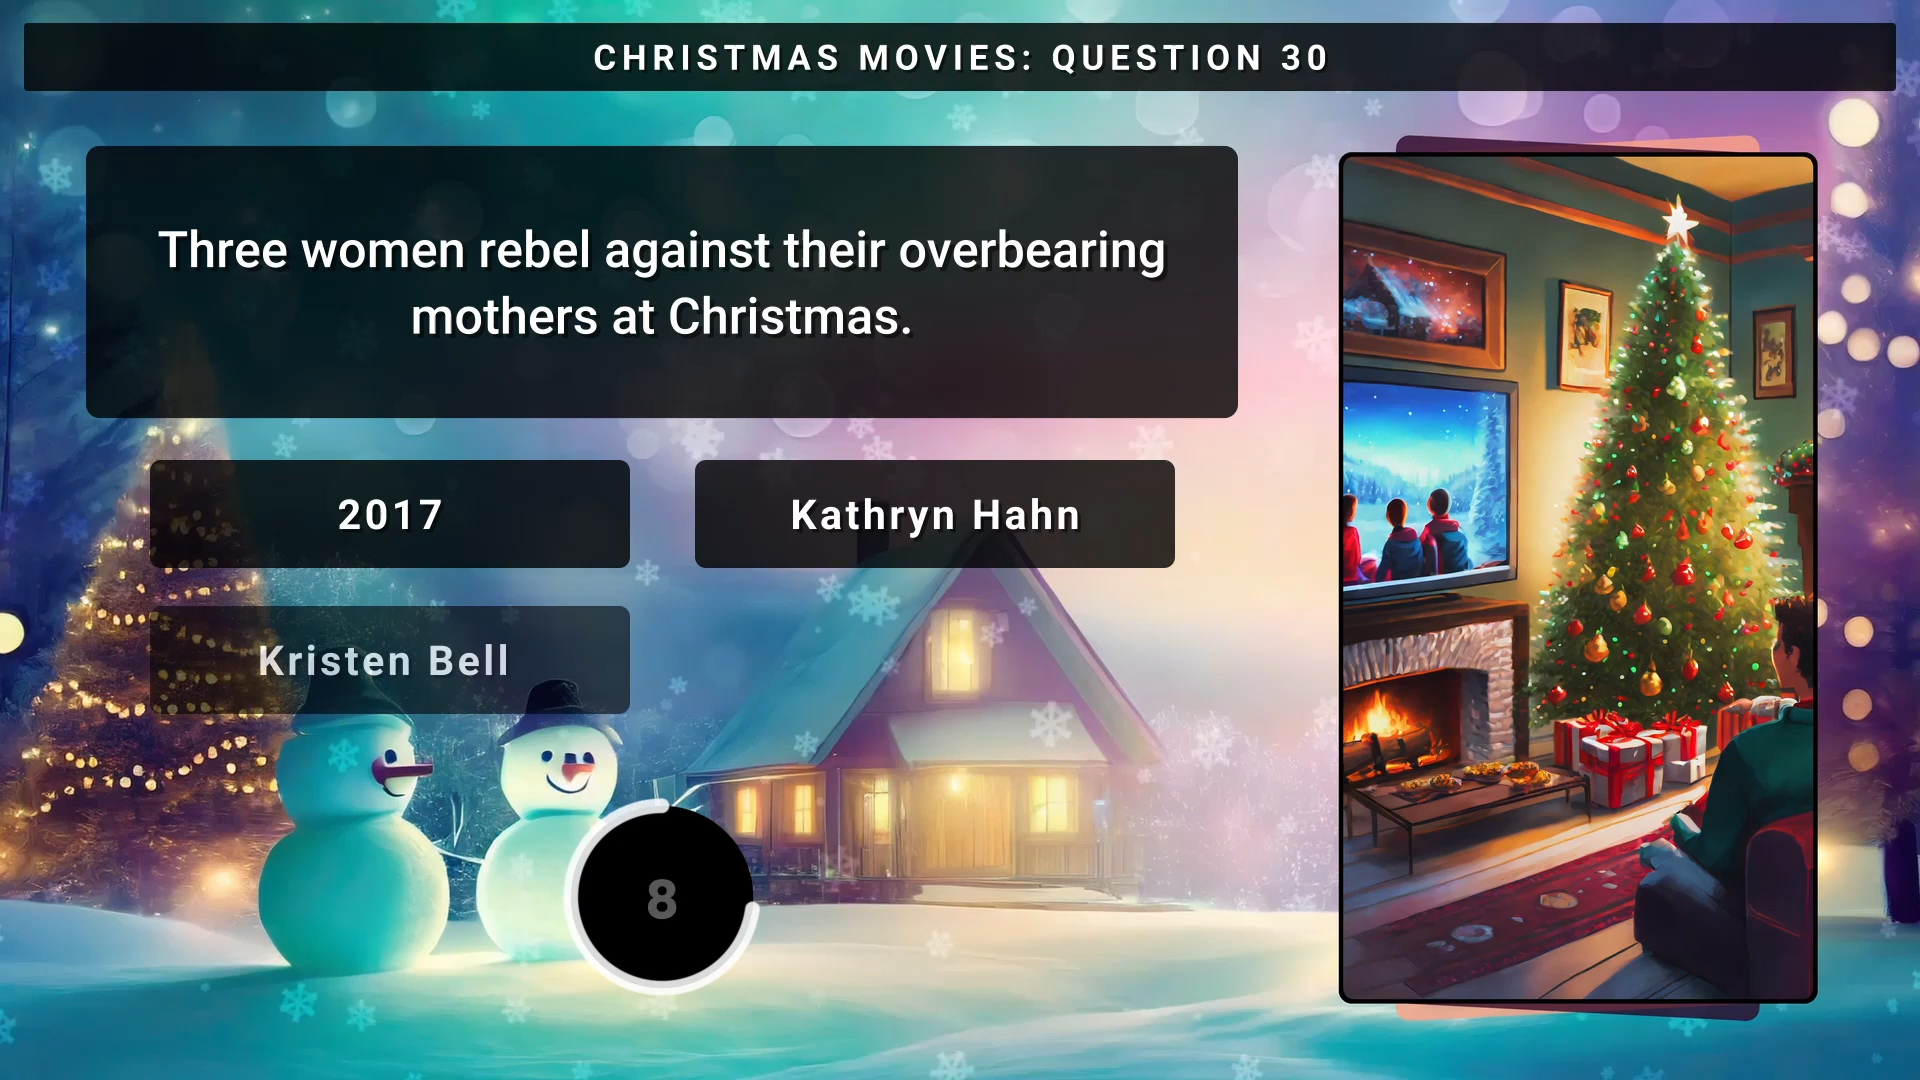 CHRISTMAS MOVIES: QUESTION 30
Three women rebel against their overbearing
mothers at Christmas.
2017
Kathryn Hahn
Kristen Bell
8